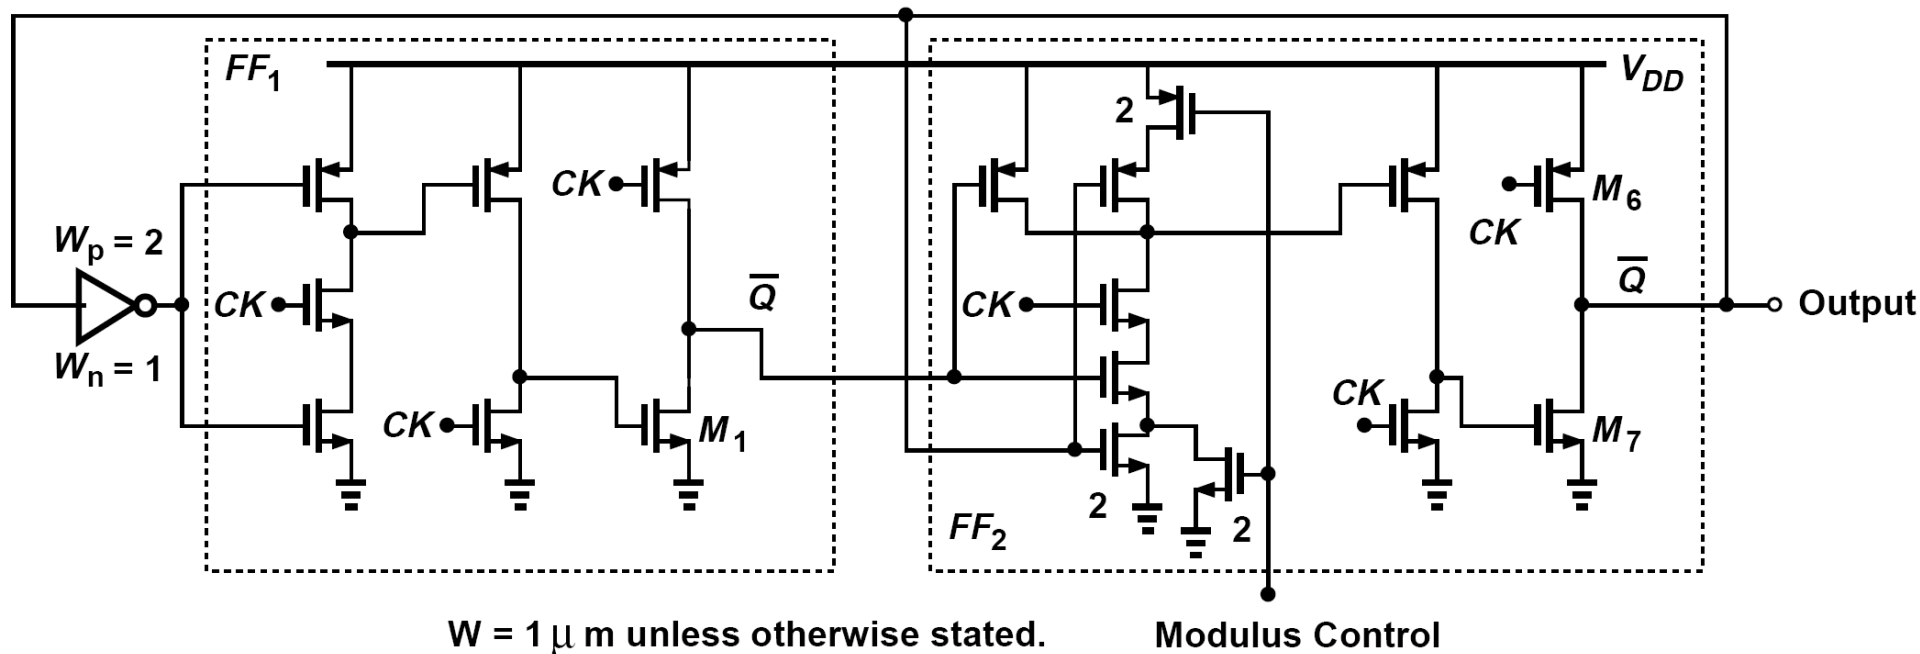 FF1
VDD
2
CK
M6
CK
Wp = 2
Q
Q
CK
CK
Output
Wn = 1
CK
CK
M1
M7
2
2
FF2
W = 1 μm unless otherwise stated.
Modulus Control